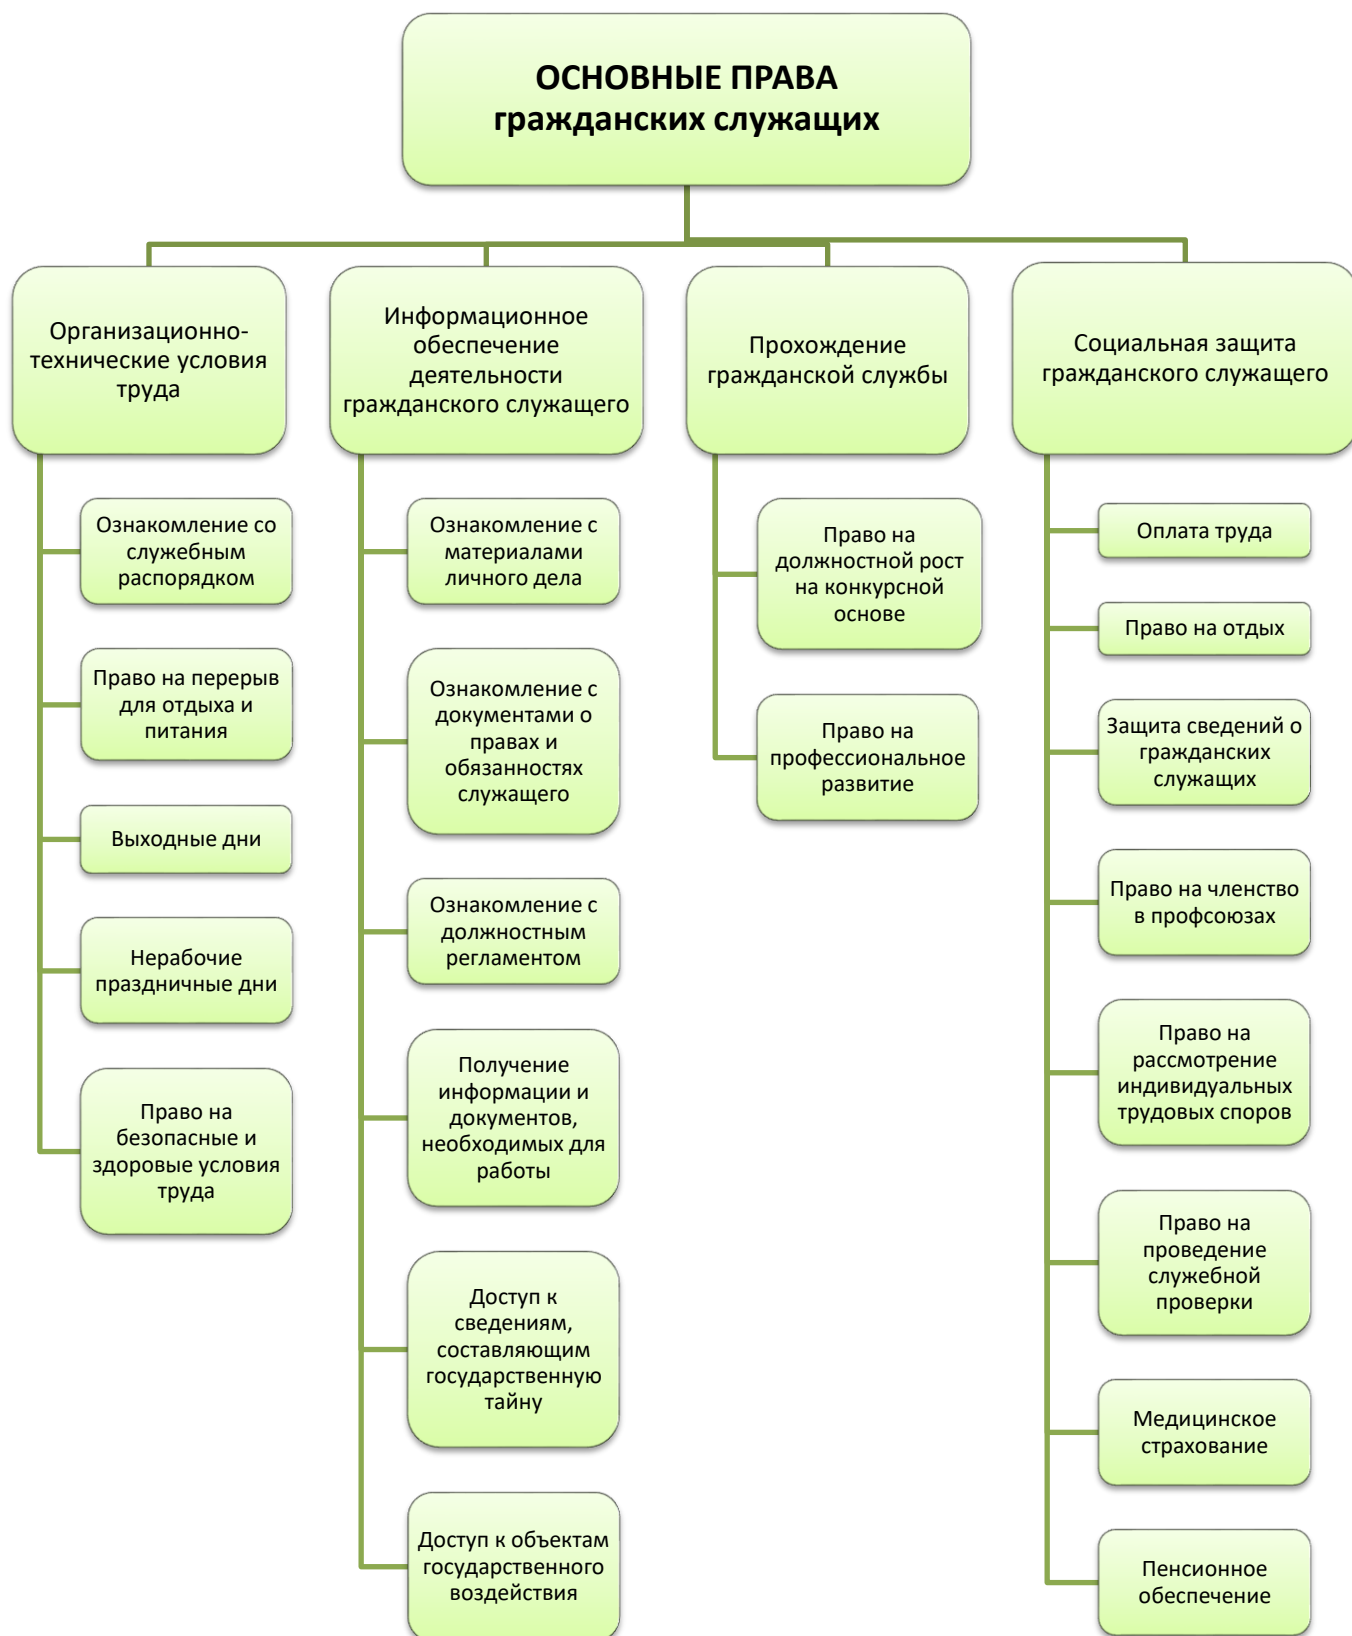 ОСНОВНЫЕ ПРАВА
гражданских служащих
Организационно-
технические условия
труда
Ознакомление со
служебным
распорядком
Право на перерыв
для отдыха и
питания
Выходные дни
Нерабочие
праздничные дни
Право на
безопасные и
здоровые условия
труда
Информационное
обеспечение
деятельности
гражданского служащего
Ознакомление с
материалами
личного дела
Ознакомление с
документами о
правах и
обязанностях
служащего
Ознакомление с
должностным
регламентом
Получение
информации и
документов,
необходимых для
работы
Доступ к
сведениям,
составляющим
государственную
тайну
Доступ к объектам
государственного
воздействия
Прохождение
гражданской службы
Право на
должностной рост
на конкурсной
основе
Право на
профессиональное
развитие
Социальная защита
гражданского служащего
Оплата труда
Право на отдых
Защита сведений о
гражданских
служащих
Право на членство
в профсоюзах
Право на
рассмотрение
индивидуальных
трудовых споров
Право на
проведение
служебной
проверки
Медицинское
страхование
Пенсионное
обеспечение